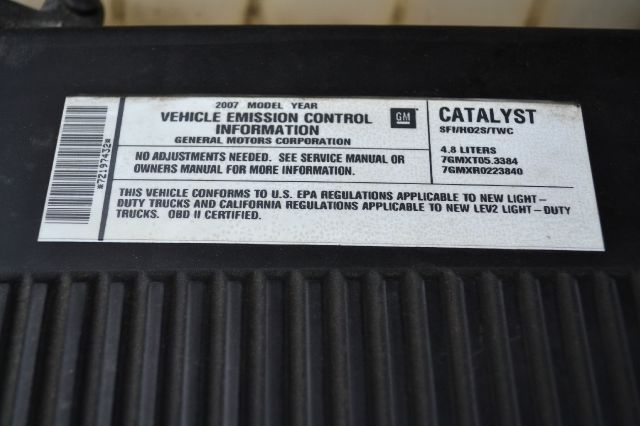 *72197432*
2007 MODEL YEAR
VEHICLE EMISSION CONTROL
INFORMATION
GENERAL MOTORS CORPORATION
GM
NO ADJUSTMENTS NEEDED. SEE SERVICE MANUAL OR
OWNERS MANUAL FOR MORE INFORMATION.
CATALYST
SFI/HO2S/TWC
4.8 LITERS
7GMXT05.3384
7GMXR0223840
THIS VEHICLE CONFORMS TO U.S. EPA REGULATIONS APPLICABLE TO NEW LIGHT-
DUTY TRUCKS AND CALIFORNIA REGULATIONS APPLICABLE TO NEW LEV2 LIGHT-DUTY
TRUCKS. OBD II CERTIFIED.